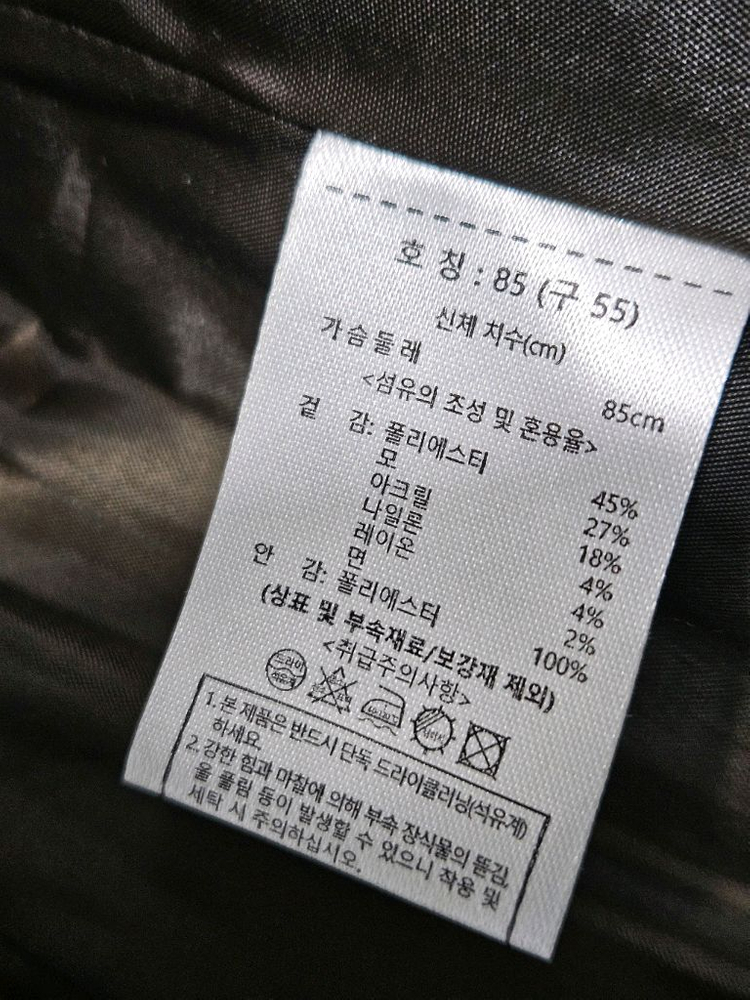 호 칭 : 85 (구 55)
신체 치수(cm)
가슴둘레 85cm
<섬유의 조성 및 혼용율>
겉 감: 폴리에스터 45%
모 27%
아크릴 18%
나일론 4%
레이온 4%
면 2%
안 감: 폴리에스터 100%
(상표 및 부속재료/보강재 제외)
<취급주의사항>
드라이
석유계
1. 본 제품은 반드시 단독 드라이클리닝(석유계)
하세요.
2. 강한 힘과 마찰에 의해 부속 장식물의 뜯김,
올 풀림 등이 발생할 수 있으니 착용 및
세탁 시 주의하십시오.